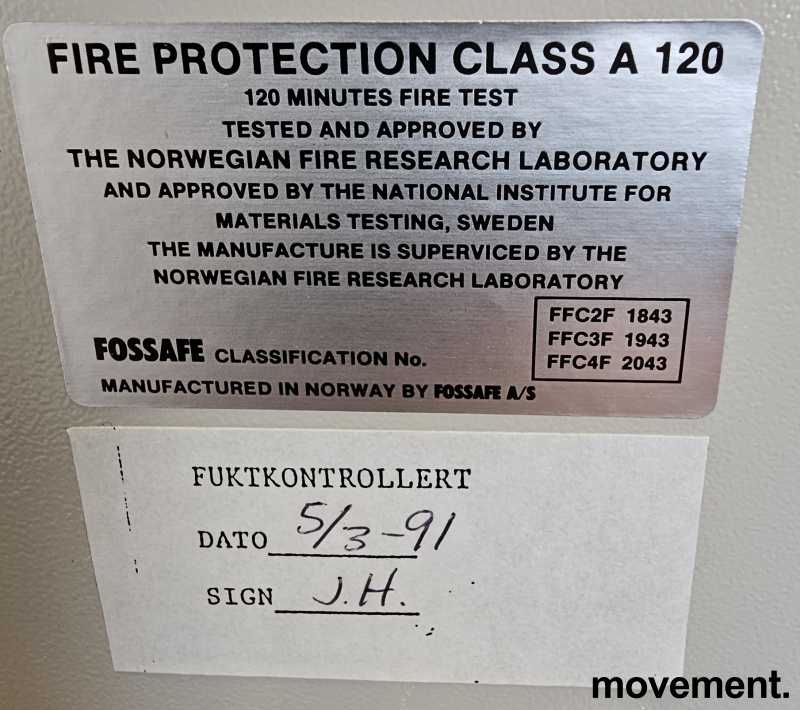 FIRE PROTECTION CLASS A 120
120 MINUTES FIRE TEST
TESTED AND APPROVED BY
THE NORWEGIAN FIRE RESEARCH LABORATORY
AND APPROVED BY THE NATIONAL INSTITUTE FOR
MATERIALS TESTING, SWEDEN
THE MANUFACTURE IS SUPERVICED BY THE
NORWEGIAN FIRE RESEARCH LABORATORY
FOSSAFE CLASSIFICATION No.
FFC2F 1843
FFC3F 1943
FFC4F 2043
MANUFACTURED IN NORWAY BY FOSSAFE A/S
FUKTKONTROLLERT
DATO 5/3-91
SIGN J.H.
movement.